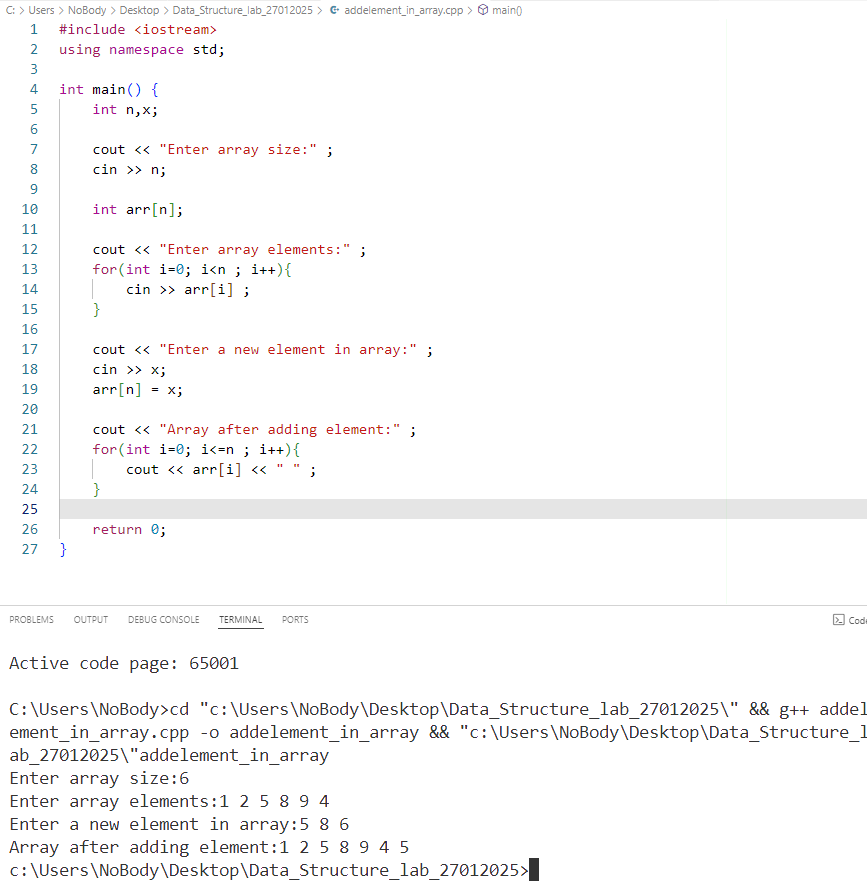 C: > Users > NoBody > Desktop > Data_Structure_lab_27012025 > addelement_in_array.cpp > main()
1 #include <iostream>
2 using namespace std;
3
4 int main() {
5     int n,x;
6
7     cout << "Enter array size:" ;
8     cin >> n;
9
10     int arr[n];
11
12     cout << "Enter array elements:" ;
13     for(int i=0; i<n ; i++){
14         cin >> arr[i] ;
15     }
16
17     cout << "Enter a new element in array:" ;
18     cin >> x;
19     arr[n] = x;
20
21     cout << "Array after adding element:" ;
22     for(int i=0; i<=n ; i++){
23         cout << arr[i] << " " ;
24     }
25
26     return 0;
27 }
PROBLEMS OUTPUT DEBUG CONSOLE TERMINAL PORTS Code
Active code page: 65001
C:\Users\NoBody>cd "c:\Users\NoBody\Desktop\Data_Structure_lab_27012025\" && g++ addel
ement_in_array.cpp -o addelement_in_array && "c:\Users\NoBody\Desktop\Data_Structure_l
ab_27012025\"addelement_in_array
Enter array size:6
Enter array elements:1 2 5 8 9 4
Enter a new element in array:5 8 6
Array after adding element:1 2 5 8 9 4 5
c:\Users\NoBody\Desktop\Data_Structure_lab_27012025>